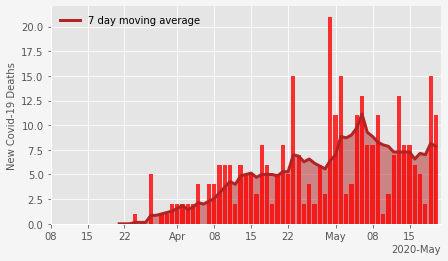 7 day moving average
New Covid-19 Deaths
22.5
20.0
17.5
15.0
12.5
10.0
7.5
5.0
2.5
0.0
08 15 22 Apr 08 15 22 May 08 15
2020-May